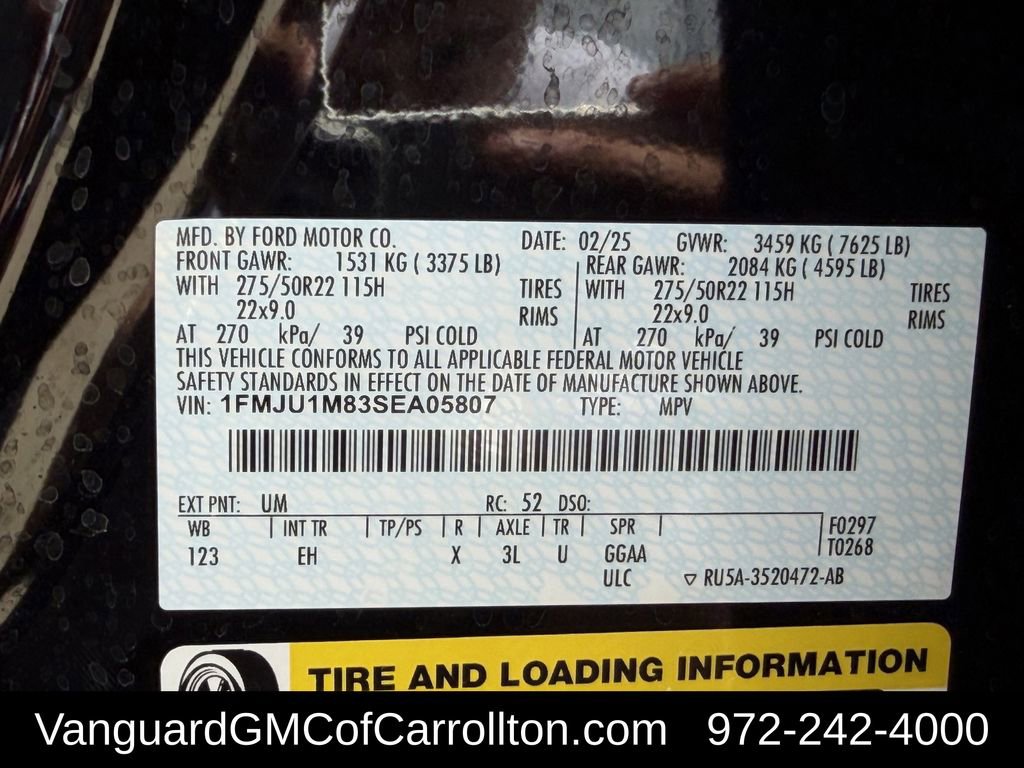 MFD. BY FORD MOTOR CO. DATE: 02/25 GVWR: 3459 KG ( 7625 LB)
FRONT GAWR: 1531 KG ( 3375 LB) REAR GAWR: 2084 KG ( 4595 LB)
WITH 275/50R22 115H TIRES WITH 275/50R22 115H TIRES
22x9.0 RIMS 22x9.0 RIMS
AT 270 kPa/ 39 PSI COLD AT 270 kPa/ 39 PSI COLD
THIS VEHICLE CONFORMS TO ALL APPLICABLE FEDERAL MOTOR VEHICLE
SAFETY STANDARDS IN EFFECT ON THE DATE OF MANUFACTURE SHOWN ABOVE.
VIN: 1FMJU1M83SEA05807 TYPE: MPV
EXT PNT: UM RC: 52 DSO:
WB INT TR TP/PS R AXLE TR SPR F0297
123 EH X 3L U GGAA T0268
ULC ▽ RU5A-3520472-AB
TIRE AND LOADING INFORMATION
VanguardGMCofCarrollton.com 972-242-4000